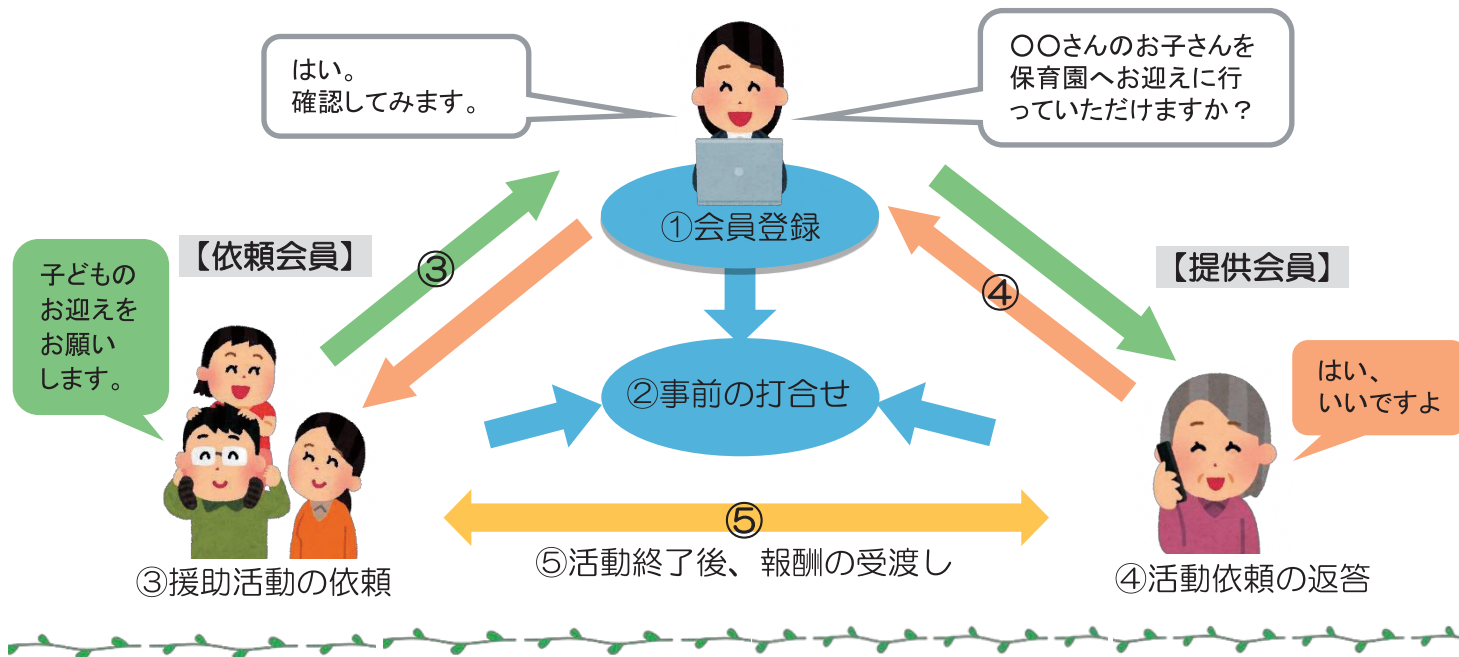 はい。
確認してみます。
〇〇さんのお子さんを
保育園へお迎えに行
っていただけますか？
①会員登録
【依頼会員】
③
④
【提供会員】
子どもの
お迎えを
お願い
します。
②事前の打合せ
はい、
いいですよ
⑤
⑤活動終了後、報酬の受渡し
③援助活動の依頼
④活動依頼の返答